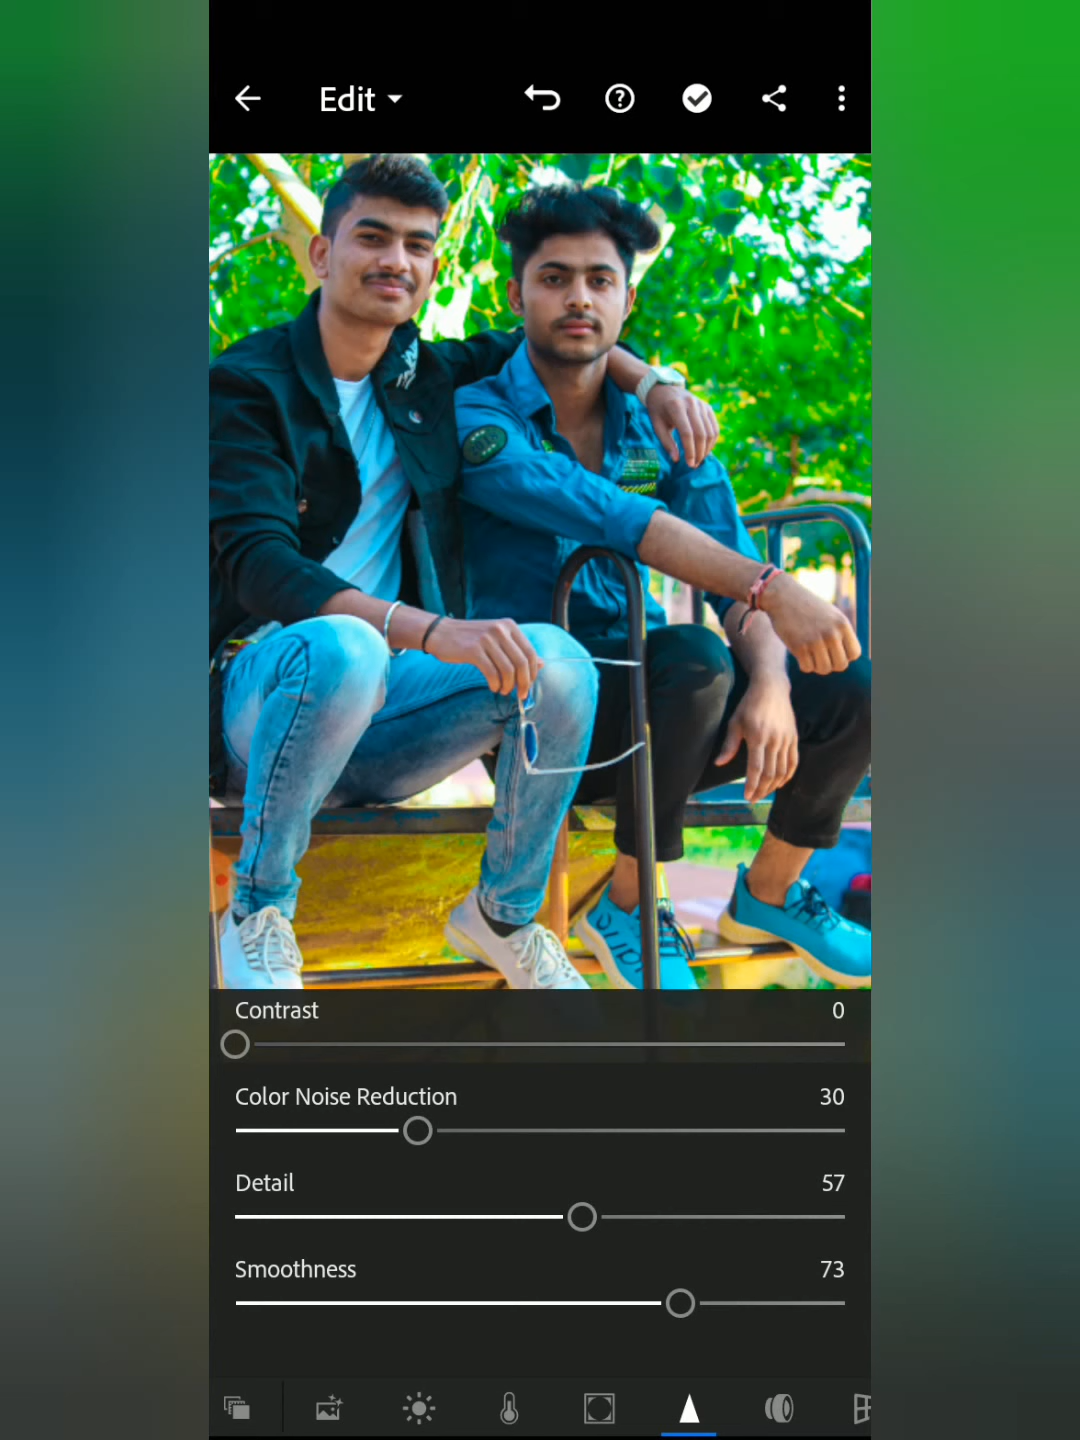 Edit
Contrast 0
Color Noise Reduction 30
Detail 57
Smoothness 73